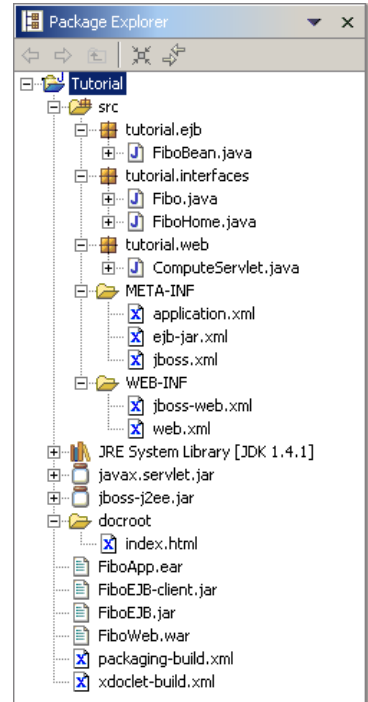 Package Explorer
Tutorial
src
tutorial.ejb
FiboBean.java
tutorial.interfaces
Fibo.java
FiboHome.java
tutorial.web
ComputeServlet.java
META-INF
application.xml
ejb-jar.xml
jboss.xml
WEB-INF
jboss-web.xml
web.xml
JRE System Library [JDK 1.4.1]
javax.servlet.jar
jboss-j2ee.jar
docroot
index.html
FiboApp.ear
FiboEJB-client.jar
FiboEJB.jar
FiboWeb.war
packaging-build.xml
xdoclet-build.xml